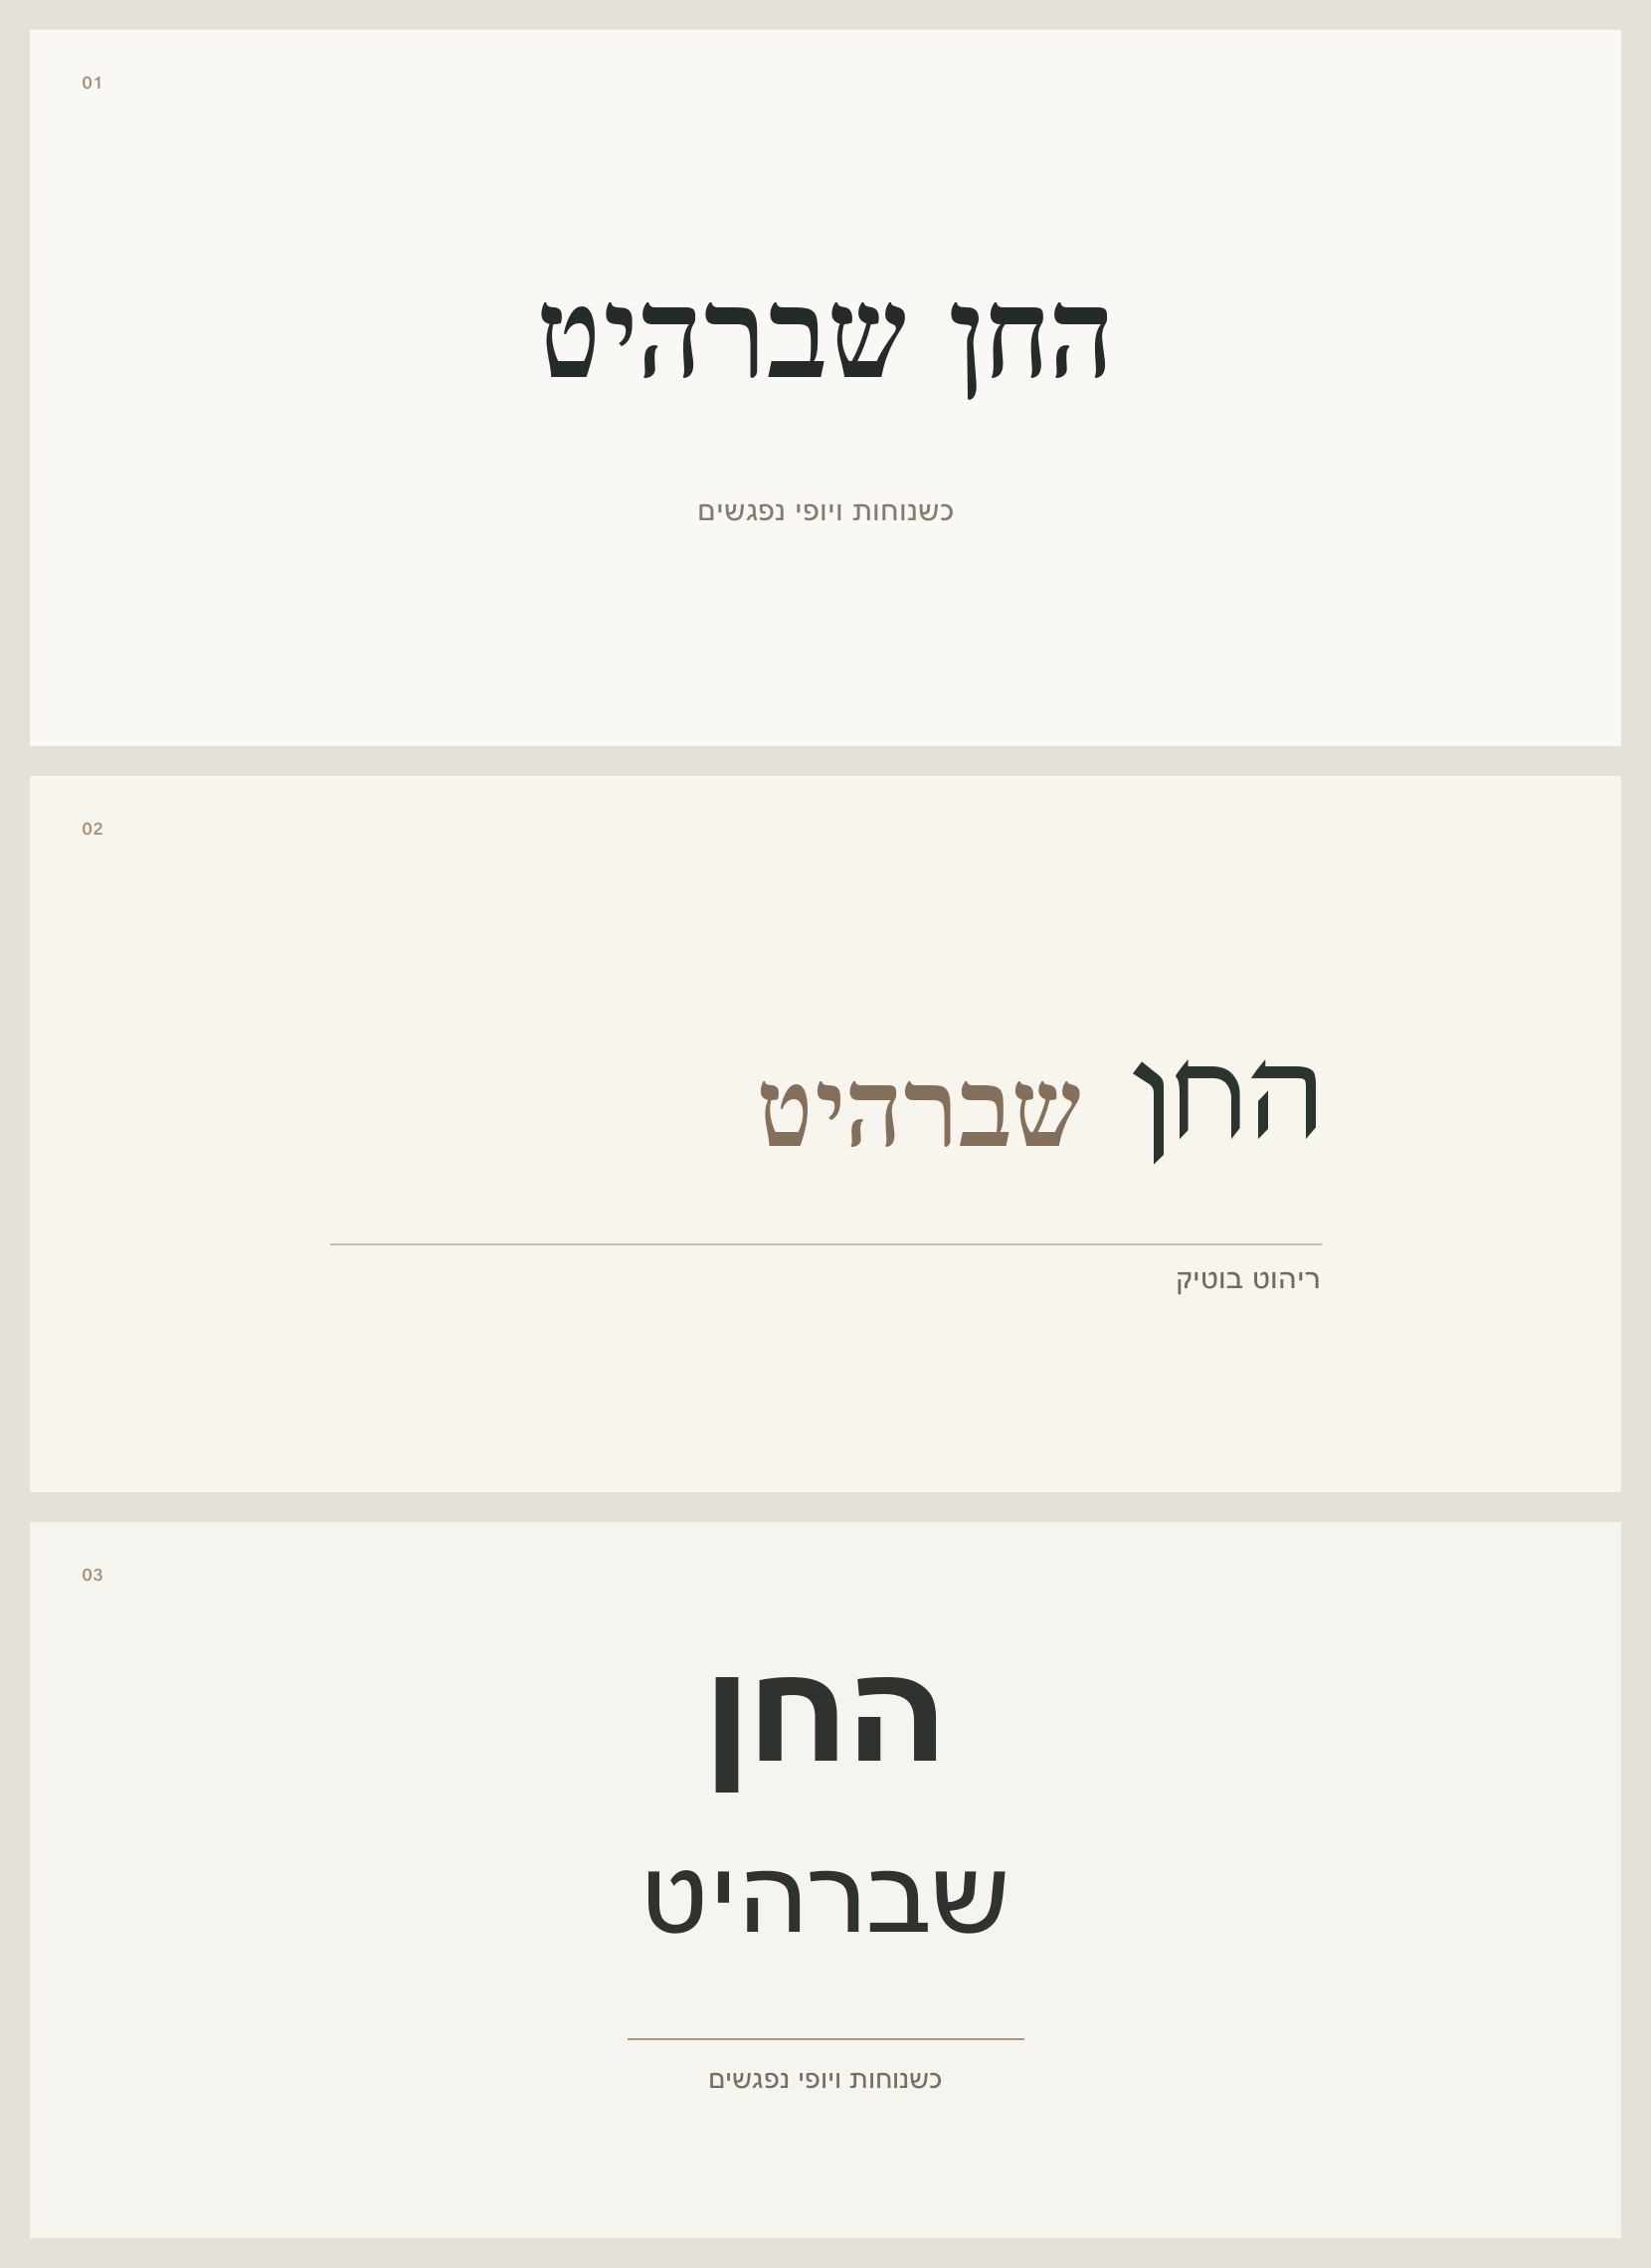 01
החן שברהיט
כשנוחות ויופי נפגשים
02
החן שברהיט
ריהוט בוטיק
03
החן
שברהיט
כשנוחות ויופי נפגשים